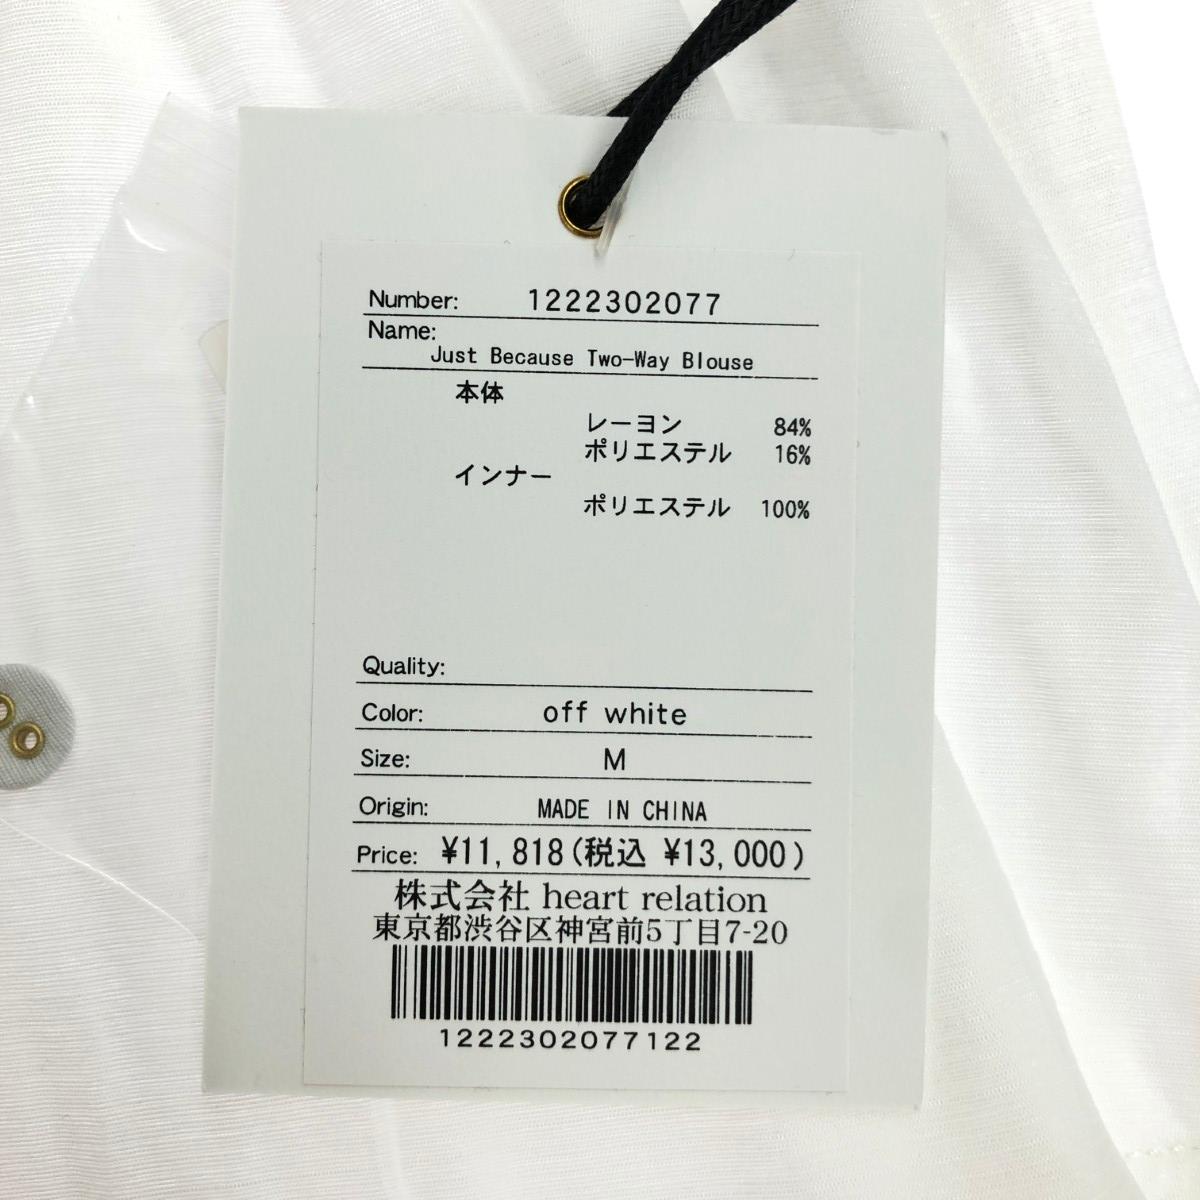 Number: 1222302077
Name:
Just Because Two-Way Blouse
本体
レーヨン 84%
ポリエステル 16%
インナー
ポリエステル 100%
Quality:
Color: off white
Size: M
Origin: MADE IN CHINA
Price: ¥11,818(税込 ¥13,000)
株式会社 heart relation
東京都渋谷区神宮前5丁目7-20
1222302077122